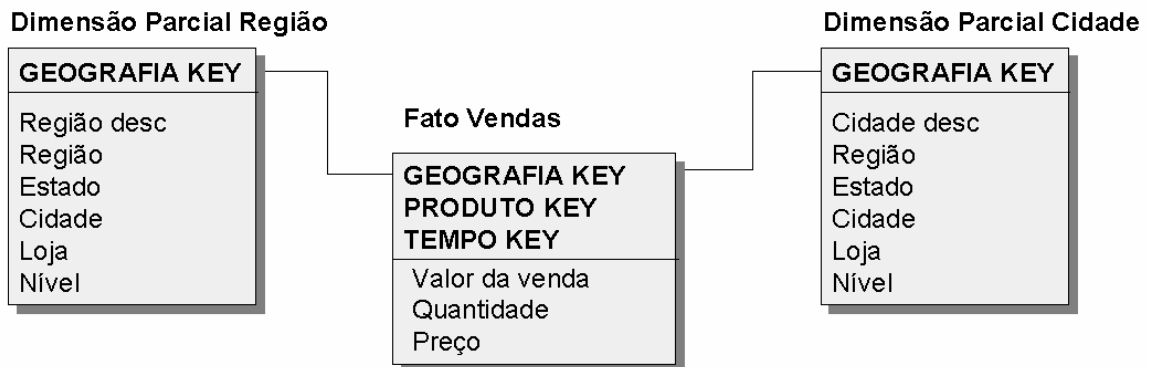 Dimensão Parcial Região
GEOGRAFIA KEY
Região desc
Região
Estado
Cidade
Loja
Nível
Fato Vendas
GEOGRAFIA KEY
PRODUTO KEY
TEMPO KEY
Valor da venda
Quantidade
Preço
Dimensão Parcial Cidade
GEOGRAFIA KEY
Cidade desc
Região
Estado
Cidade
Loja
Nível